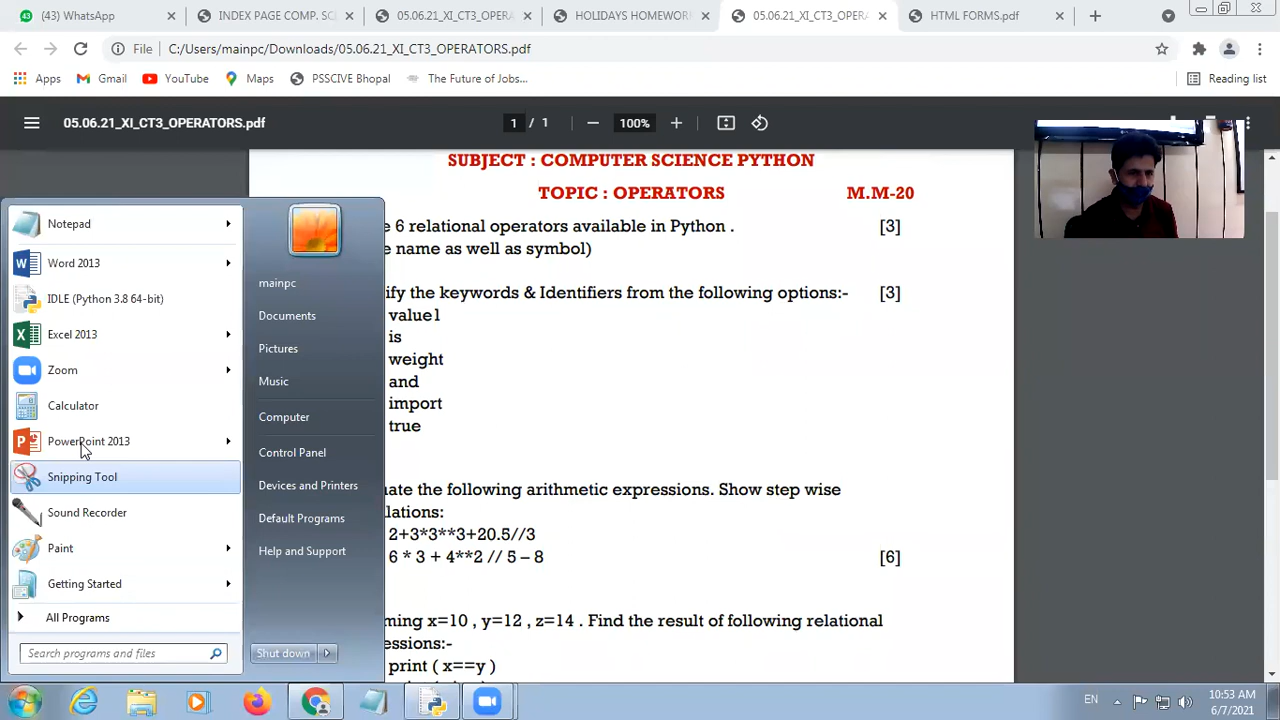 (43) WhatsApp
INDEX PAGE COMP. SC
05.06.21_XI_CT3_OPERA
HOLIDAYS HOMEWOR
05.06.21_XI_CT3_OPERA
HTML FORMS.pdf
File
C:/Users/mainpc/Downloads/05.06.21_XI_CT3_OPERATORS.pdf
Apps
Gmail
YouTube
Maps
PSSCIVE Bhopal
The Future of Jobs...
Reading list
05.06.21_XI_CT3_OPERATORS.pdf
1 / 1
100%
SUBJECT : COMPUTER SCIENCE PYTHON
TOPIC : OPERATORS M.M-20
e 6 relational operators available in Python . [3]
e name as well as symbol)
ify the keywords & Identifiers from the following options:- [3]
value1
is
weight
and
import
true
ate the following arithmetic expressions. Show step wise
lations:
2+3*3**3+20.5//3
6 * 3 + 4**2 // 5 – 8 [6]
ming x=10 , y=12 , z=14 . Find the result of following relational
essions:-
print ( x==y )
Notepad
Word 2013
IDLE (Python 3.8 64-bit)
Excel 2013
Zoom
Calculator
PowerPoint 2013
Snipping Tool
Sound Recorder
Paint
Getting Started
All Programs
Search programs and files
mainpc
Documents
Pictures
Music
Computer
Control Panel
Devices and Printers
Default Programs
Help and Support
Shut down
EN
10:53 AM
6/7/2021